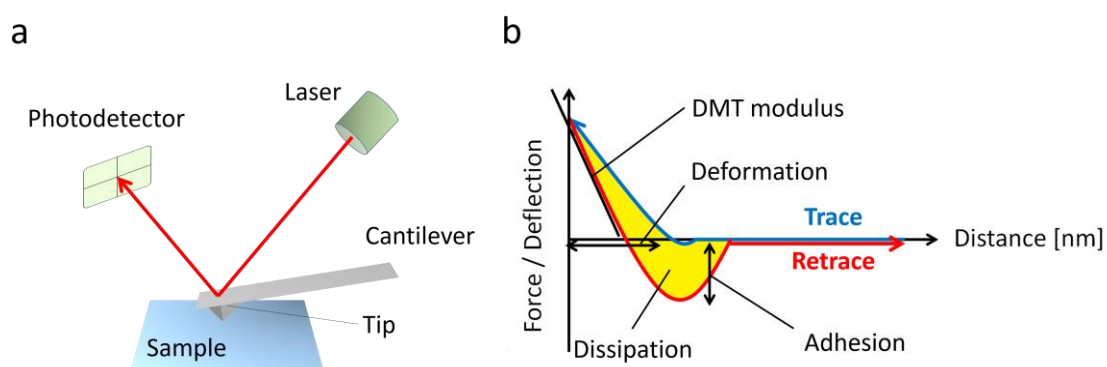 a
Photodetector
Laser
Cantilever
Tip
Sample
b
Force / Deflection
DMT modulus
Deformation
Trace
Distance [nm]
Retrace
Dissipation
Adhesion